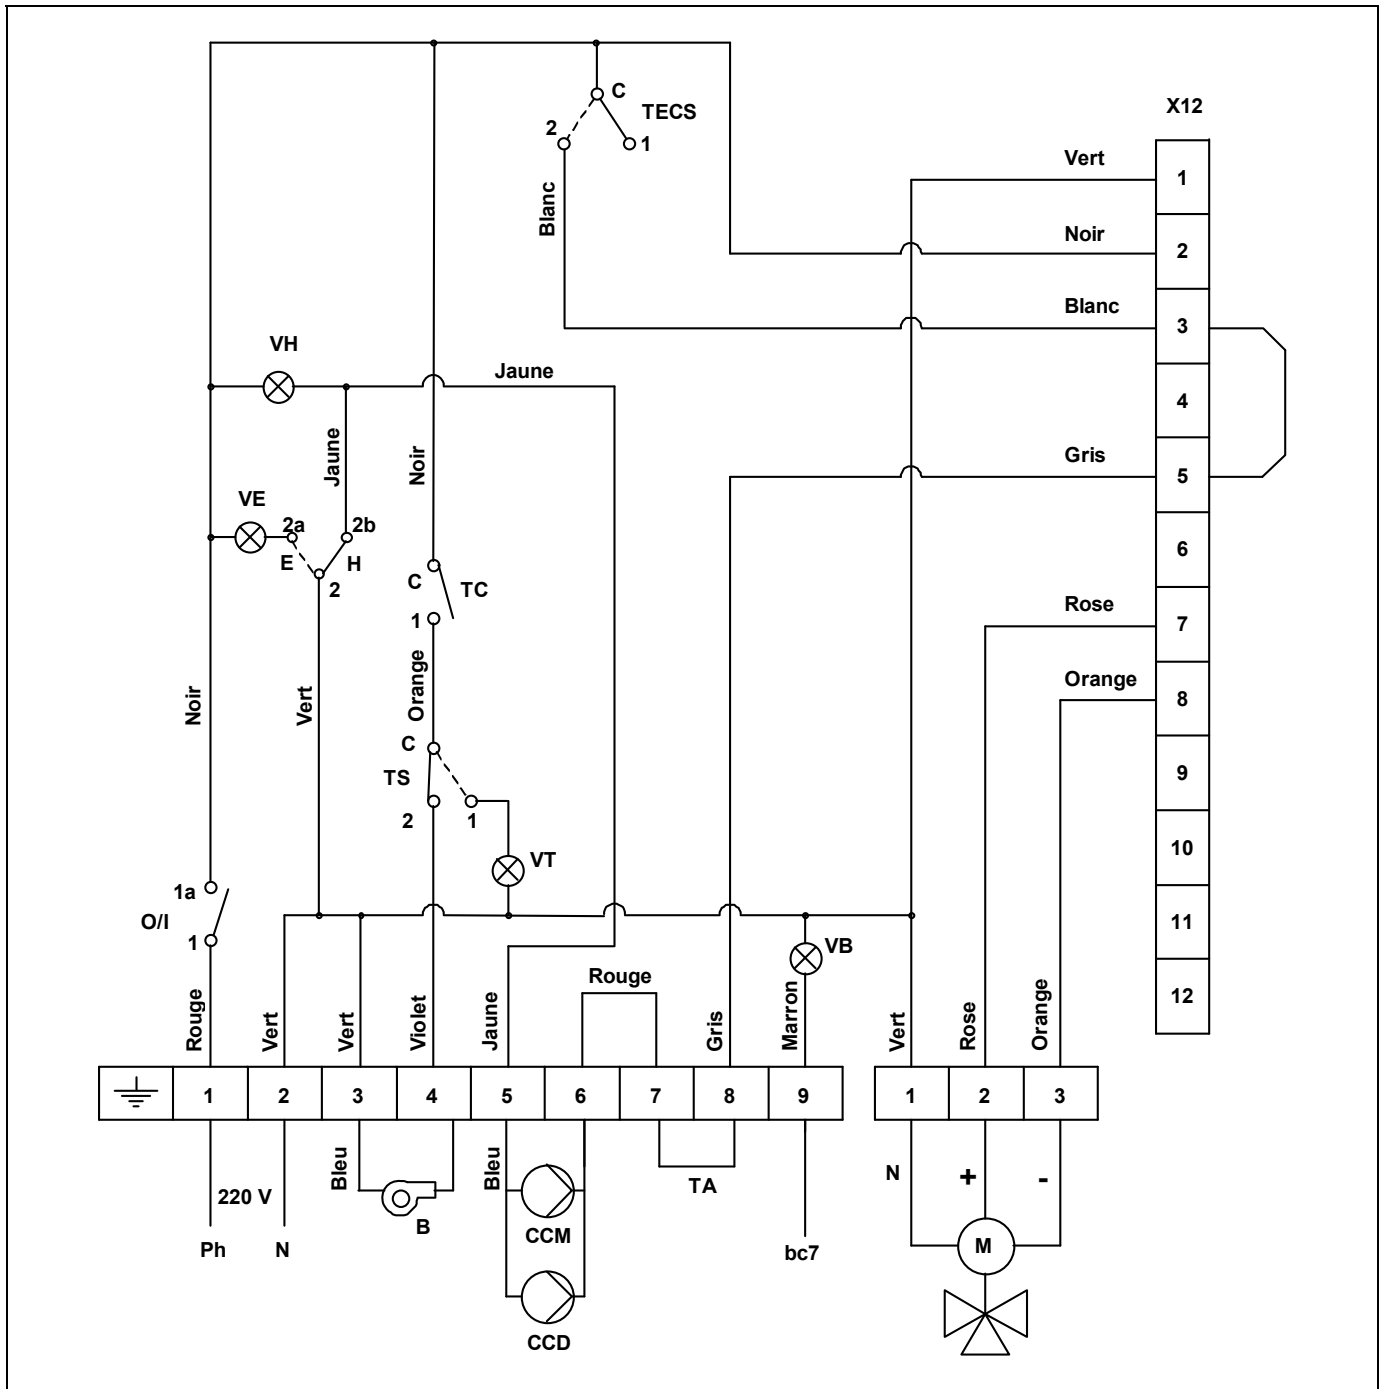 X12
C
TECS
2
1
Vert
1
Blanc
Noir
2
Blanc
3
VH
Jaune
4
Jaune
Noir
Gris
5
VE
2a
2b
E
H
2
6
C
TC
Rose
7
1
Noir
Vert
Orange
Orange
8
C
TS
9
2
1
VT
10
1a
O/I
1
11
VB
Rouge
12
Rouge
Vert
Vert
Violet
Jaune
Gris
Marron
Vert
Rose
Orange
1
2
3
4
5
6
7
8
9
1
2
3
Bleu
Bleu
TA
N
+
-
220 V
B
CCM
Ph
N
bc7
M
CCD